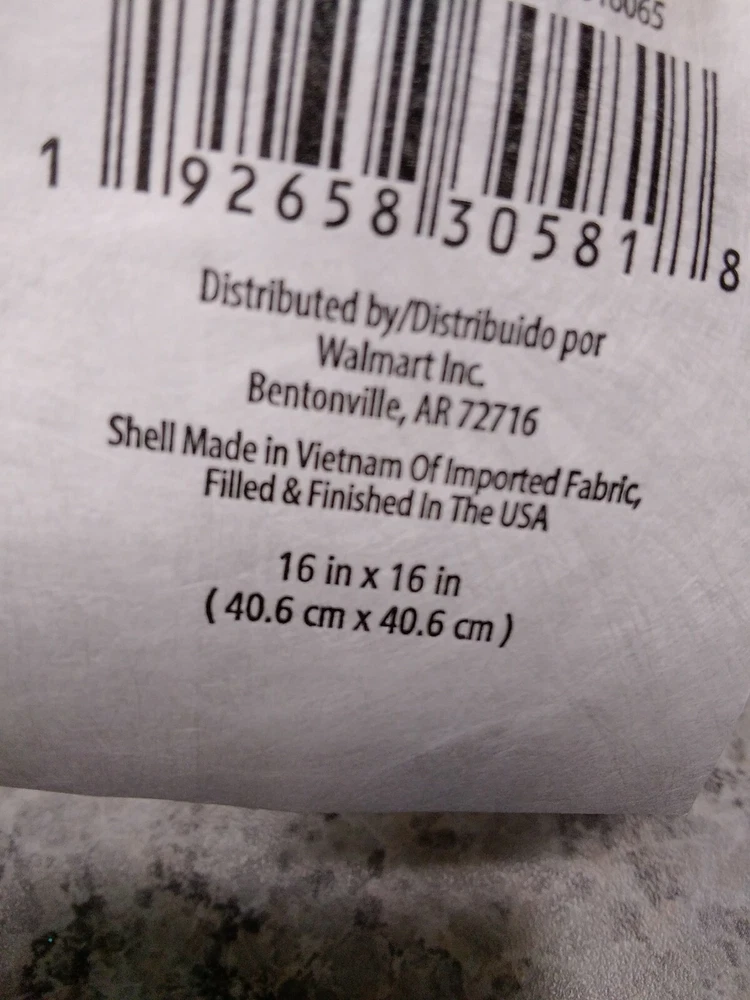 1 92658 30581 8
Distributed by/Distribuido por
Walmart Inc.
Bentonville, AR 72716
Shell Made in Vietnam Of Imported Fabric,
Filled & Finished In The USA
16 in x 16 in
( 40.6 cm x 40.6 cm )